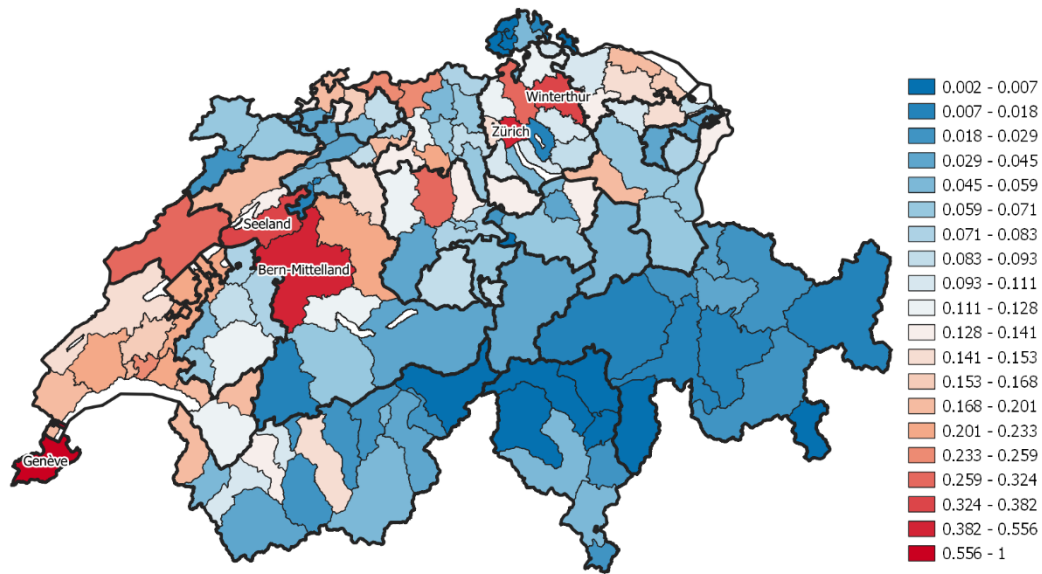 Winterthur
Zürich
Seeland
Bern-Mittelland
Genève
0.002 - 0.007
0.007 - 0.018
0.018 - 0.029
0.029 - 0.045
0.045 - 0.059
0.059 - 0.071
0.071 - 0.083
0.083 - 0.093
0.093 - 0.111
0.111 - 0.128
0.128 - 0.141
0.141 - 0.153
0.153 - 0.168
0.168 - 0.201
0.201 - 0.233
0.233 - 0.259
0.259 - 0.324
0.324 - 0.382
0.382 - 0.556
0.556 - 1